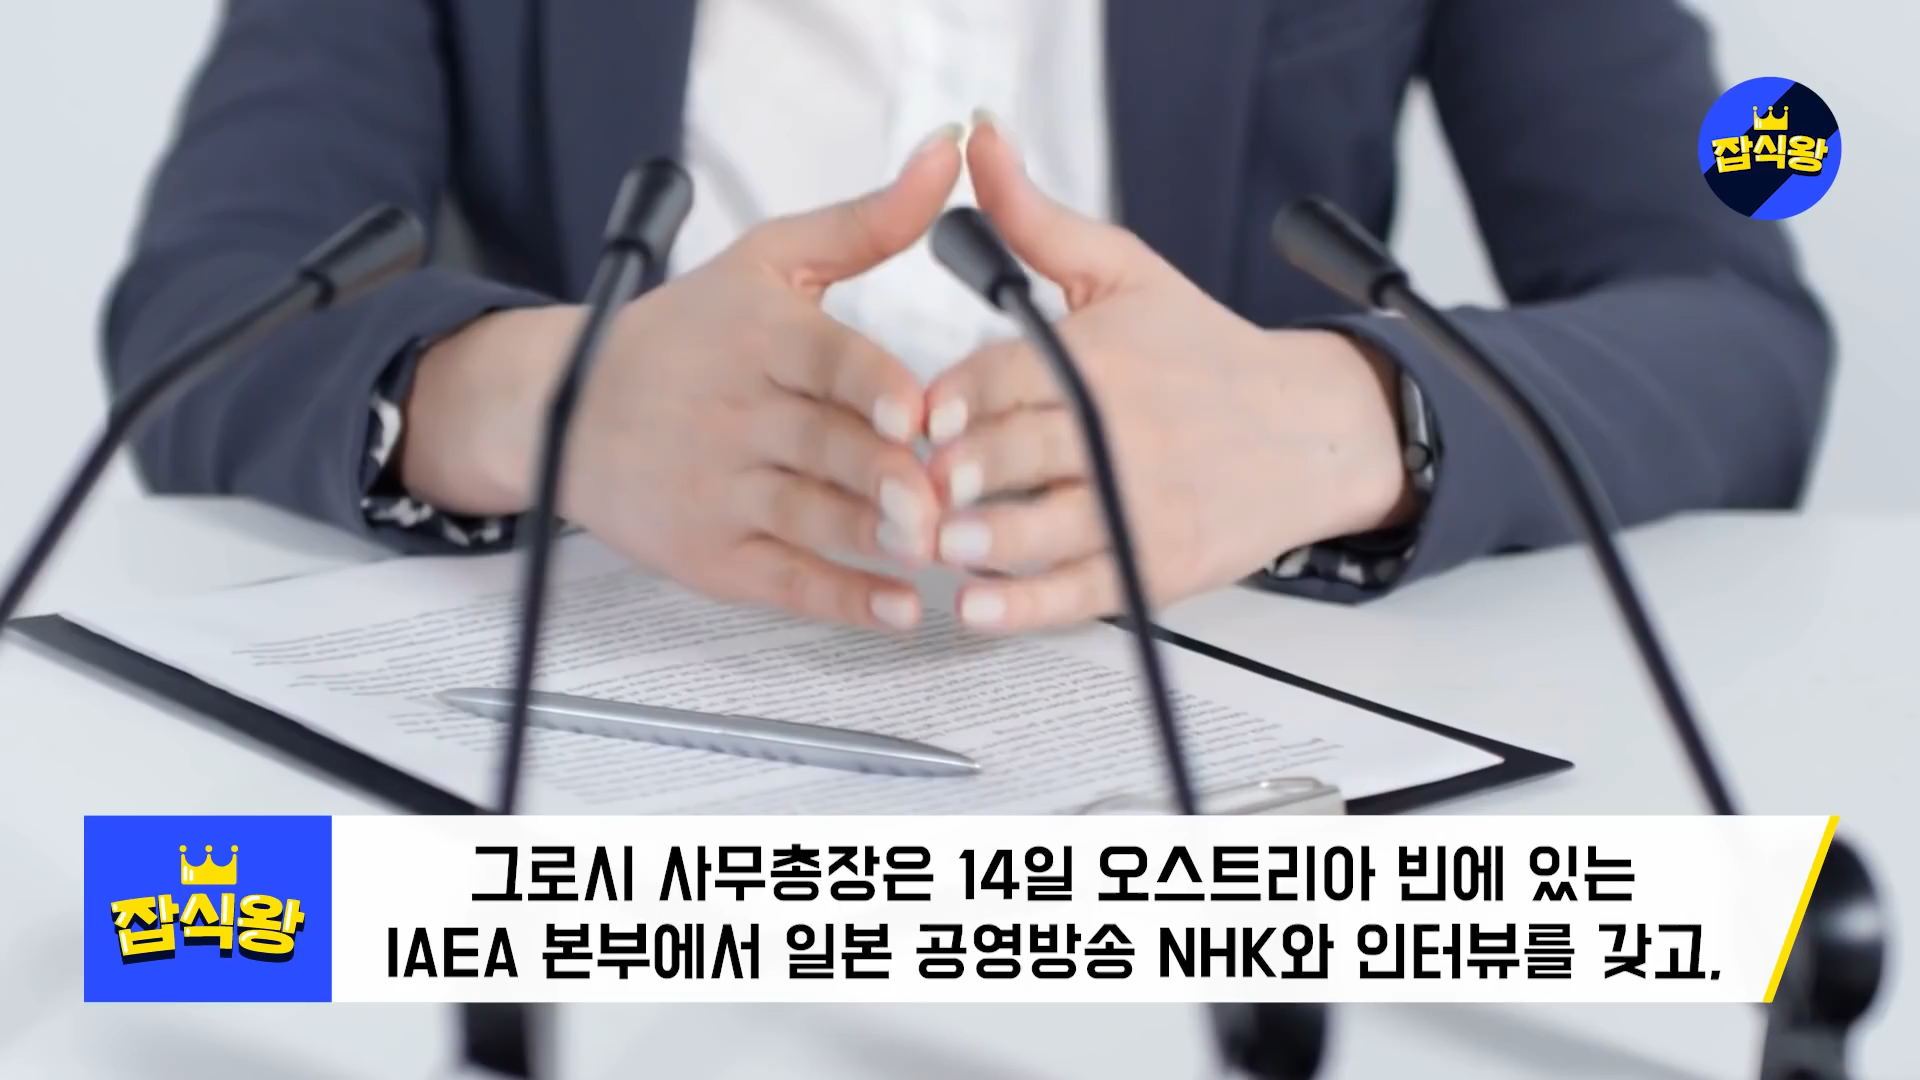 잡식왕
잡식왕
그로시 사무총장은 14일 오스트리아 빈에 있는
IAEA 본부에서 일본 공영방송 NHK와 인터뷰를 갖고,